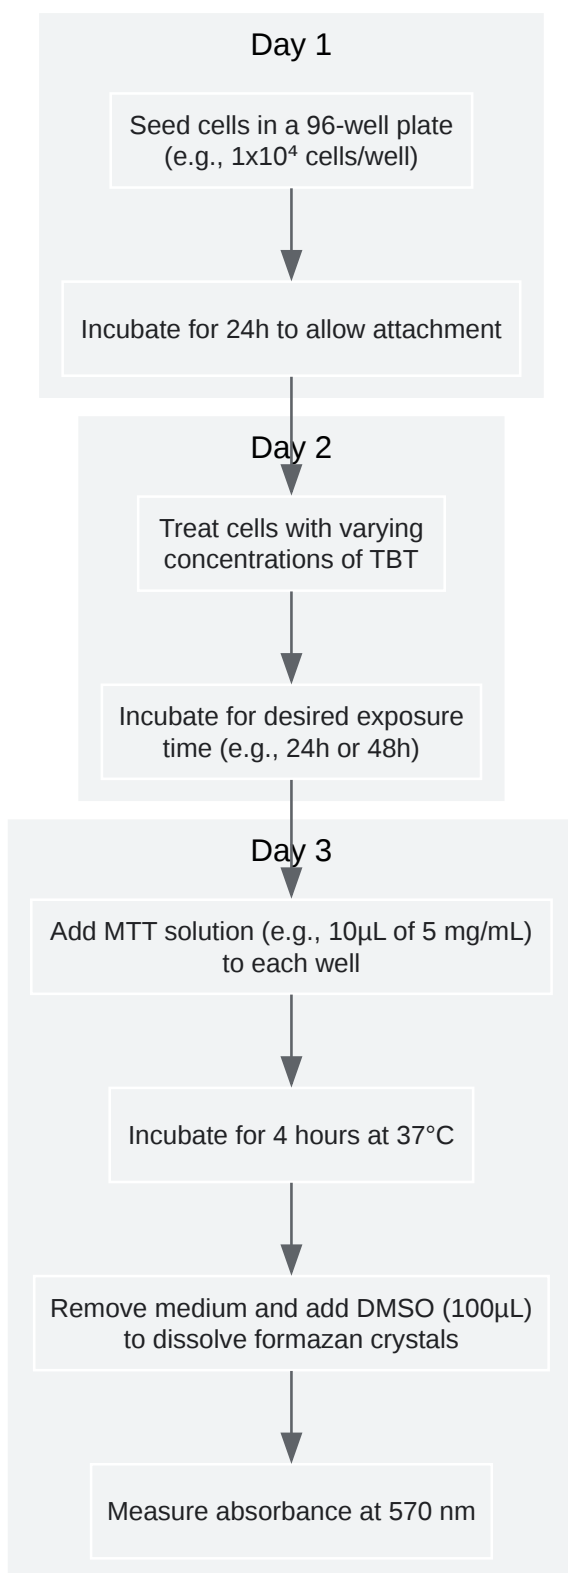 Day 1
Seed cells in a 96-well plate
(e.g., 1x10⁴ cells/well)
Incubate for 24h to allow attachment
Day 2
Treat cells with varying
concentrations of TBT
Incubate for desired exposure
time (e.g., 24h or 48h)
Day 3
Add MTT solution (e.g., 10µL of 5 mg/mL)
to each well
Incubate for 4 hours at 37°C
Remove medium and add DMSO (100µL)
to dissolve formazan crystals
Measure absorbance at 570 nm